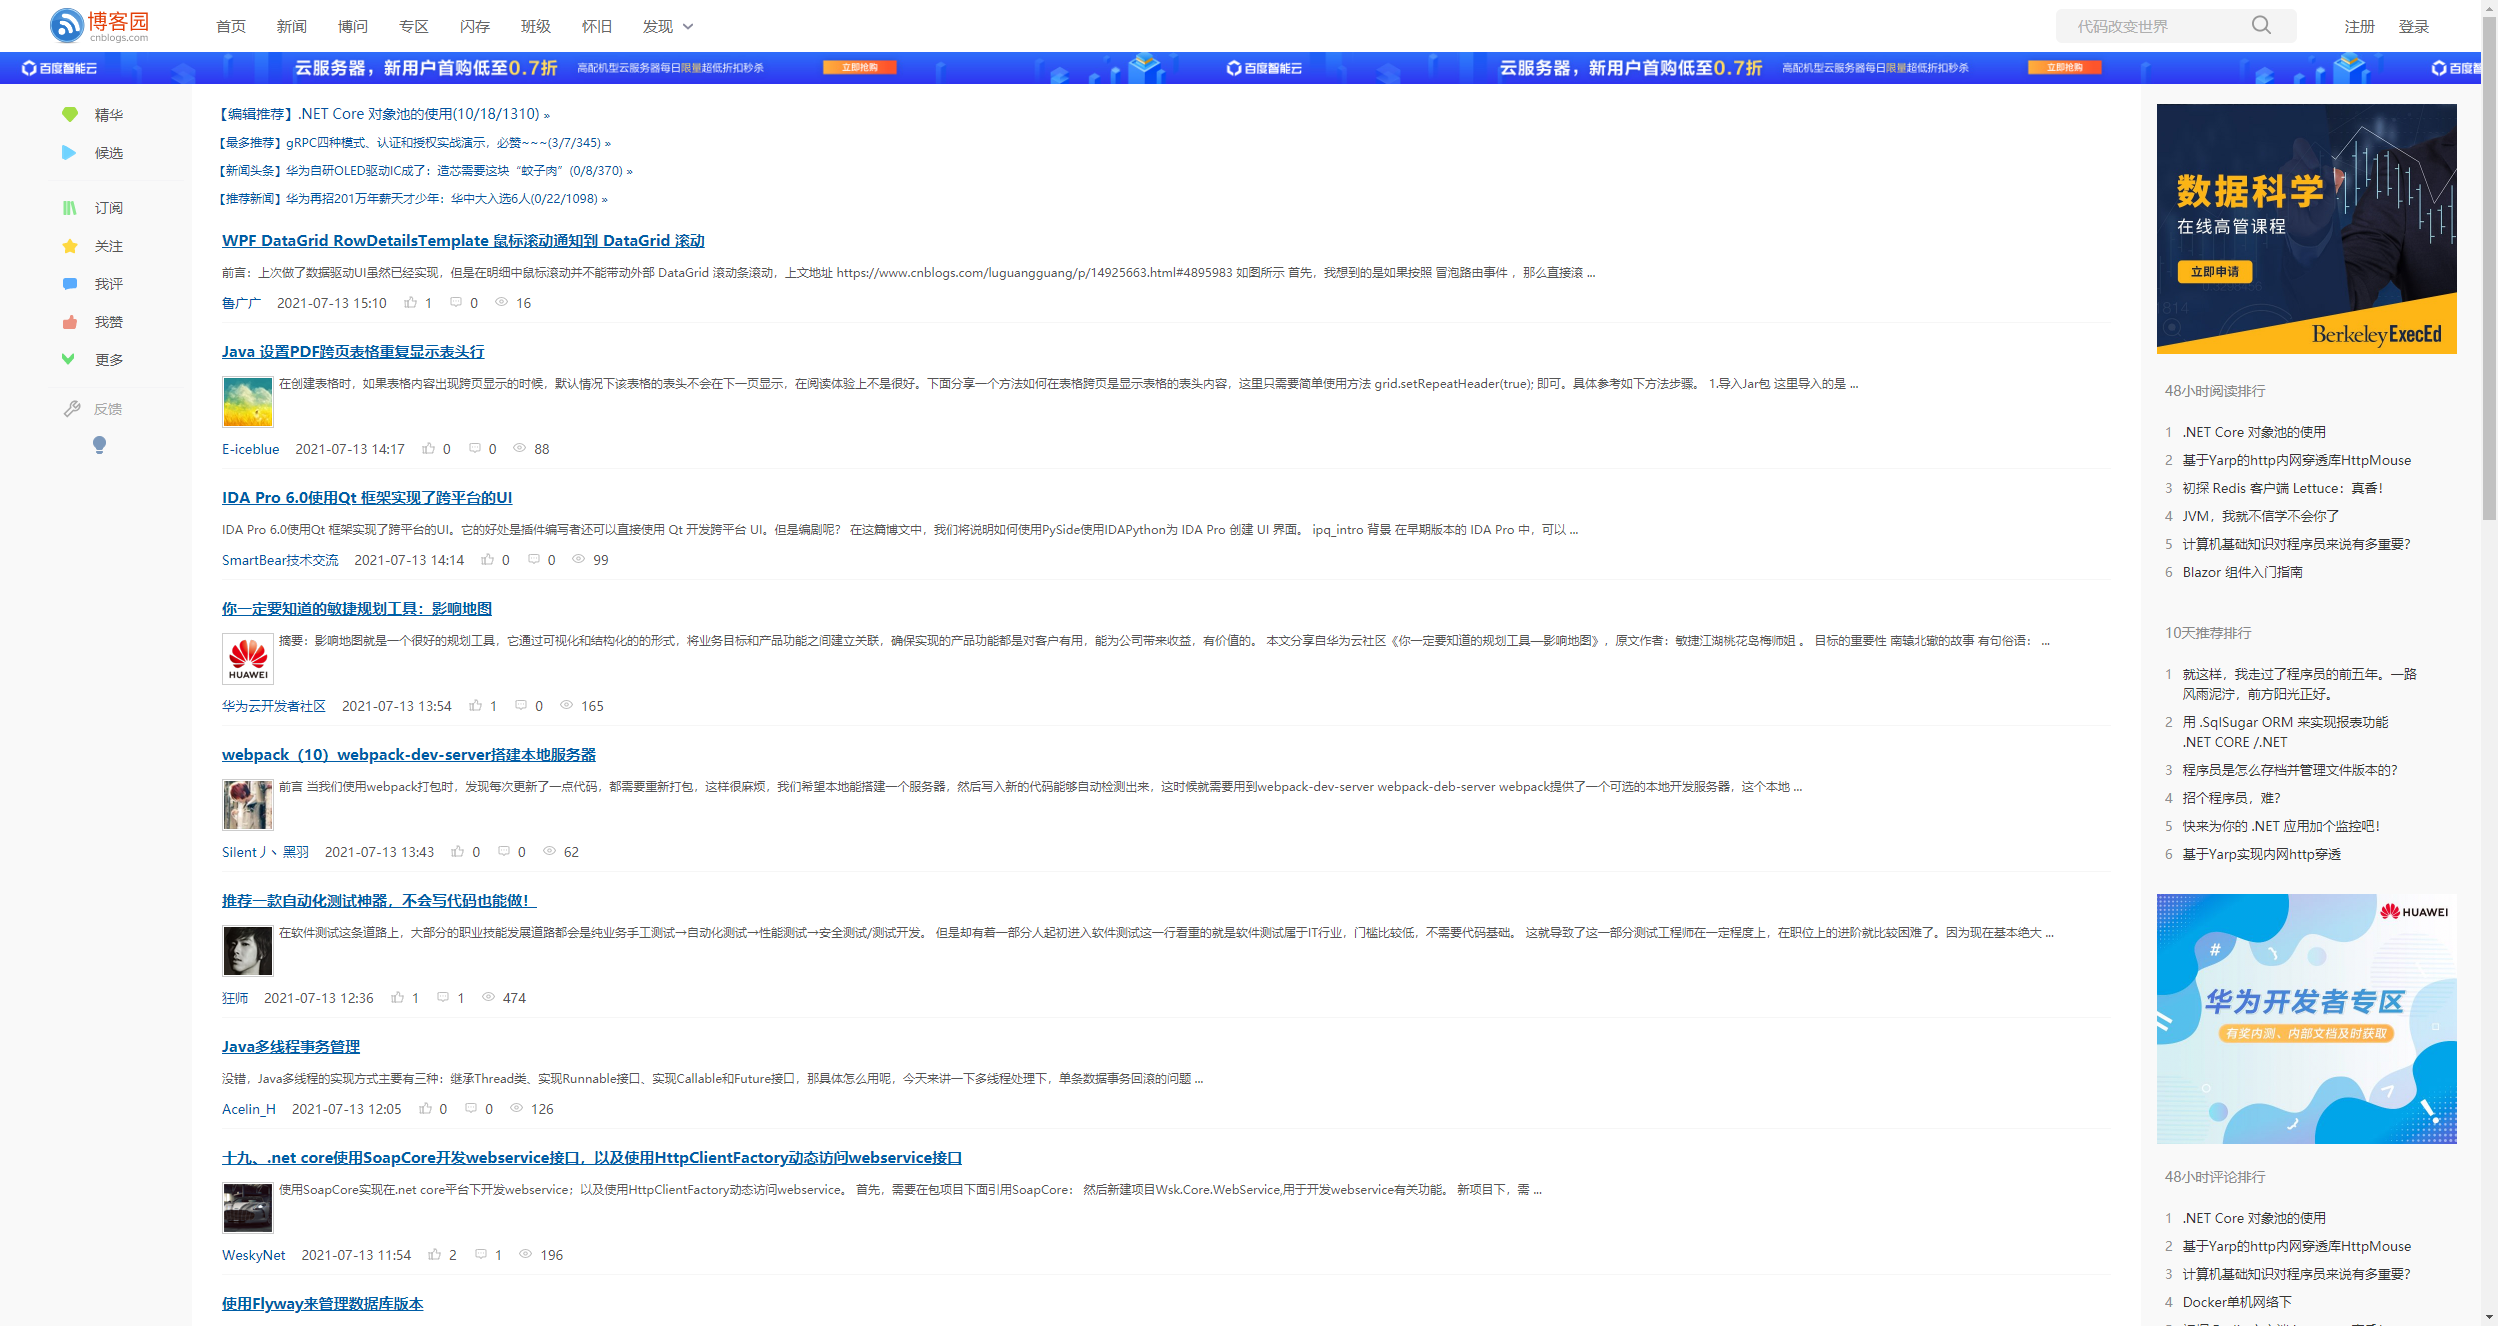 博客园
cnblogs.com
首页 新闻 博问 专区 闪存 班级 怀旧 发现
代码改变世界
注册 登录
百度智能云 云服务器，新用户首购低至0.7折 高配机型云服务器每日限量超低折扣秒杀 立即抢购 百度智能云 云服务器，新用户首购低至0.7折 高配机型云服务器每日限量超低折扣秒杀 立即抢购
精华
候选
订阅
关注
我评
我赞
更多
反馈
【编辑推荐】.NET Core 对象池的使用(10/18/1310) »
【最多推荐】gRPC四种模式、认证和授权实战演示，必赞~~~(3/7/345) »
【新闻头条】华为自研OLED驱动IC成了：造芯需要这块“蚊子肉”(0/8/370) »
【推荐新闻】华为再招201万年薪天才少年：华中大入选6人(0/22/1098) »
WPF DataGrid RowDetailsTemplate 鼠标滚动通知到 DataGrid 滚动
前言：上次做了数据驱动UI虽然已经实现，但是在明细中鼠标滚动并不能带动外部 DataGrid 滚动条滚动，上文地址 https://www.cnblogs.com/luguangguang/p/14925663.html#4895983 如图所示 首先，我想到的是如果按照 冒泡路由事件 ，那么直接滚 ...
鲁广广 2021-07-13 15:10 1 0 16
Java 设置PDF跨页表格重复显示表头行
在创建表格时，如果表格内容出现跨页显示的时候，默认情况下该表格的表头不会在下一页显示，在阅读体验上不是很好。下面分享一个方法如何在表格跨页是显示表格的表头内容，这里只需要简单使用方法 grid.setRepeatHeader(true); 即可。具体参考如下方法步骤。 1.导入Jar包 这里导入的是 ...
E-iceblue 2021-07-13 14:17 0 0 88
IDA Pro 6.0使用Qt 框架实现了跨平台的UI
IDA Pro 6.0使用Qt 框架实现了跨平台的UI。它的好处是插件编写者还可以直接使用 Qt 开发跨平台 UI。但是编剧呢？ 在这篇博文中，我们将说明如何使用PySide使用IDAPython为 IDA Pro 创建 UI 界面。 ipq_intro 背景 在早期版本的 IDA Pro 中，可以 ...
SmartBear技术交流 2021-07-13 14:14 0 0 99
你一定要知道的敏捷规划工具：影响地图
HUAWEI
摘要：影响地图就是一个很好的规划工具，它通过可视化和结构化的的形式，将业务目标和产品功能之间建立关联，确保实现的产品功能都是对客户有用，能为公司带来收益，有价值的。 本文分享自华为云社区《你一定要知道的规划工具—影响地图》，原文作者：敏捷江湖桃花岛梅师姐 。 目标的重要性 南辕北辙的故事 有句俗语： ...
华为云开发者社区 2021-07-13 13:54 1 0 165
webpack（10）webpack-dev-server搭建本地服务器
前言 当我们使用webpack打包时，发现每次更新了一点代码，都需要重新打包，这样很麻烦，我们希望本地能搭建一个服务器，然后写入新的代码能够自动检测出来，这时候就需要用到webpack-dev-server webpack-deb-server webpack提供了一个可选的本地开发服务器，这个本地 ...
Silent丿丶黑羽 2021-07-13 13:43 0 0 62
推荐一款自动化测试神器，不会写代码也能做！
在软件测试这条道路上，大部分的职业技能发展道路都会是纯业务手工测试→自动化测试→性能测试→安全测试/测试开发。 但是却有着一部分人起初进入软件测试这一行看重的就是软件测试属于IT行业，门槛比较低，不需要代码基础。 这就导致了这一部分测试工程师在一定程度上，在职位上的进阶就比较困难了。因为现在基本绝大 ...
狂师 2021-07-13 12:36 1 1 474
Java多线程事务管理
没错，Java多线程的实现方式主要有三种：继承Thread类、实现Runnable接口、实现Callable和Future接口，那具体怎么用呢，今天来讲一下多线程处理下，单条数据事务回滚的问题 ...
Acelin_H 2021-07-13 12:05 0 0 126
十九、.net core使用SoapCore开发webservice接口，以及使用HttpClientFactory动态访问webservice接口
使用SoapCore实现在.net core平台下开发webservice；以及使用HttpClientFactory动态访问webservice。 首先，需要在包项目下面引用SoapCore： 然后新建项目Wsk.Core.WebService,用于开发webservice有关功能。 新项目下，需 ...
WeskyNet 2021-07-13 11:54 2 1 196
使用Flyway来管理数据库版本
数据科学
在线高管课程
立即申请
Berkeley ExecEd
48小时阅读排行
1 .NET Core 对象池的使用
2 基于Yarp的http内网穿透库HttpMouse
3 初探 Redis 客户端 Lettuce：真香！
4 JVM，我就不信学不会你了
5 计算机基础知识对程序员来说有多重要？
6 Blazor 组件入门指南
10天推荐排行
1 就这样，我走过了程序员的前五年。一路
风雨泥泞，前方阳光正好。
2 用 .SqlSugar ORM 来实现报表功能
.NET CORE /.NET
3 程序员是怎么存档并管理文件版本的？
4 招个程序员，难？
5 快来为你的 .NET 应用加个监控吧！
6 基于Yarp实现内网http穿透
HUAWEI
华为开发者专区
有奖内测、内部文档及时获取
48小时评论排行
1 .NET Core 对象池的使用
2 基于Yarp的http内网穿透库HttpMouse
3 计算机基础知识对程序员来说有多重要？
4 Docker单机网络下